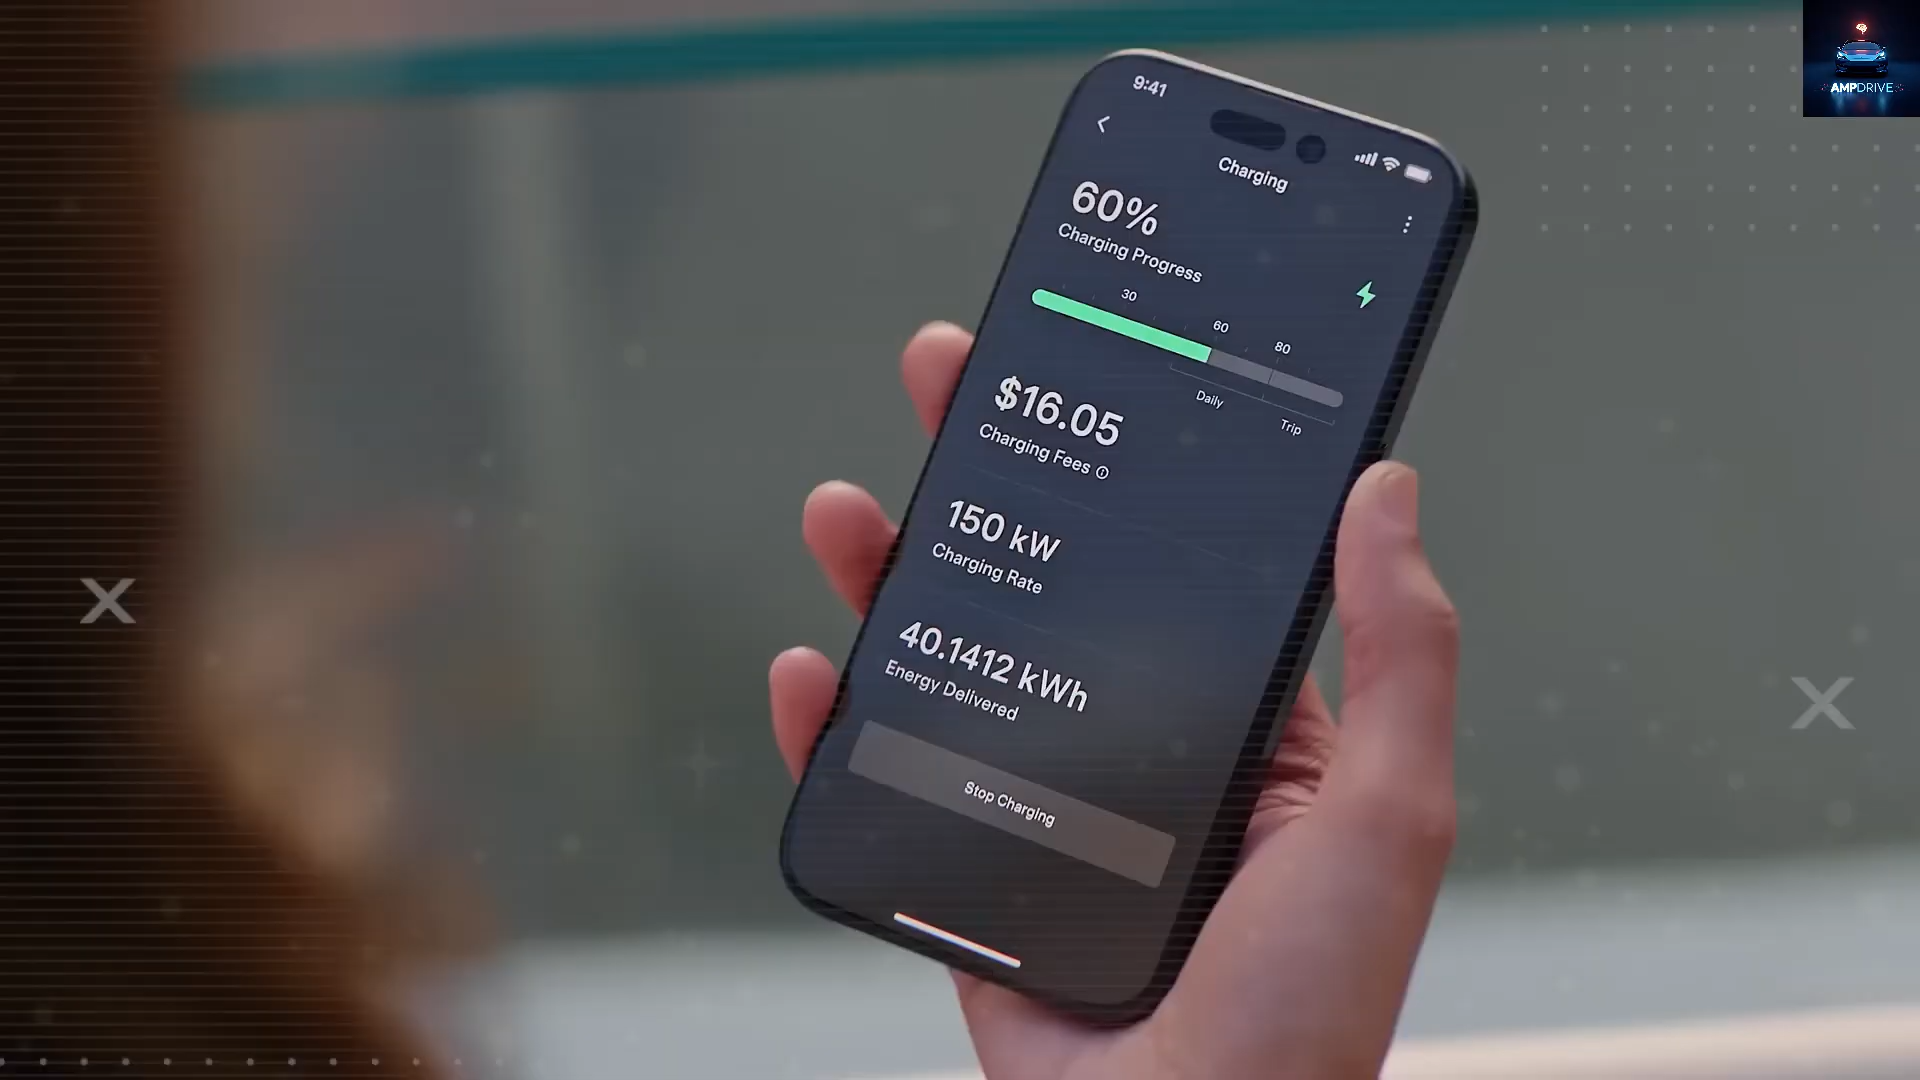 AMPDRIVE
9:41
Charging
60%
Charging Progress
30
60
80
Daily
Trip
$16.05
Charging Fees
150 kW
Charging Rate
40.1412 kWh
Energy Delivered
Stop Charging